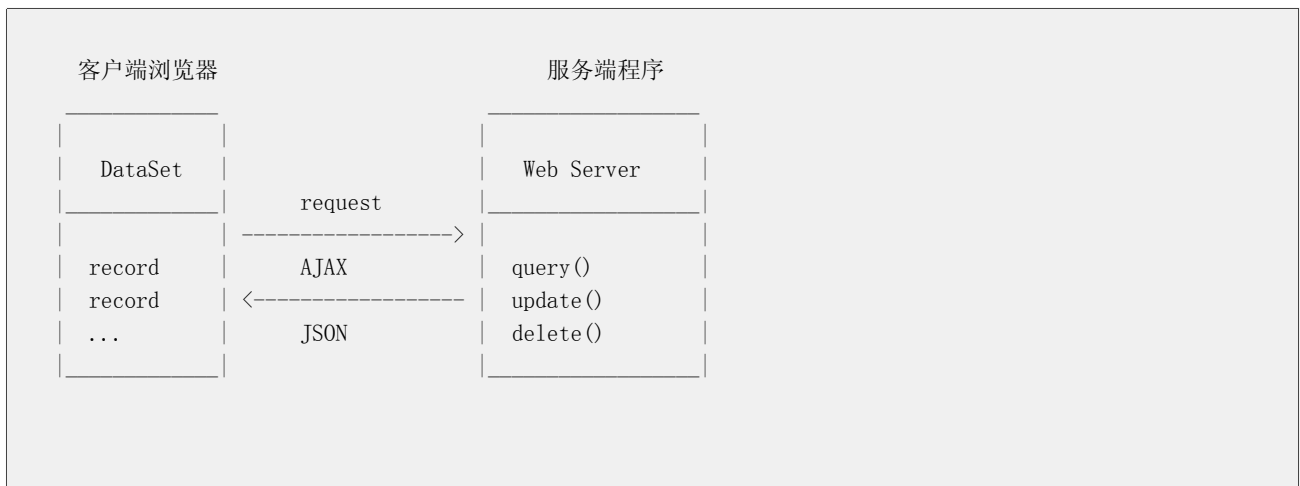 客户端浏览器 服务端程序
DataSet Web Server
request
------------------>
record AJAX query()
record <------------------ update()
... JSON delete()